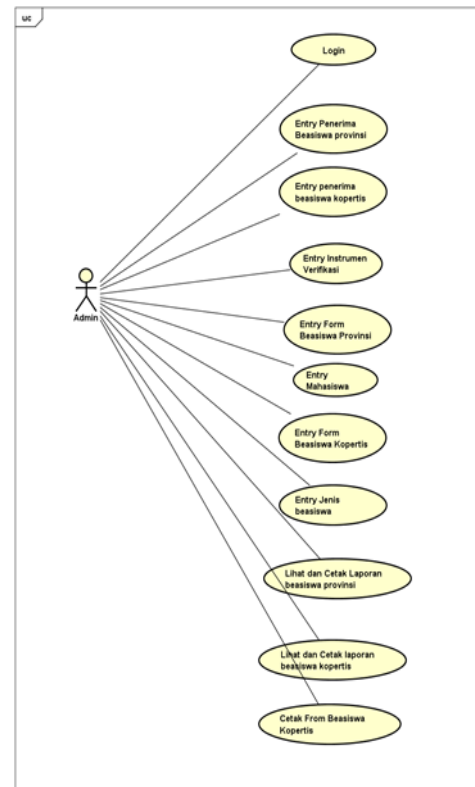 uc
Login
Entry Penerima
Beasiswa provinsi
Entry penerima
beasiswa kopertis
Entry Instrumen
Verifikasi
Admin
Entry Form
Beasiswa Provinsi
Entry
Mahasiswa
Entry Form
Beasiswa Kopertis
Entry Jenis
beasiswa
Lihat dan Cetak Laporan
beasiswa provinsi
Lihat dan Cetak laporan
beasiswa kopertis
Cetak From Beasiswa
Kopertis